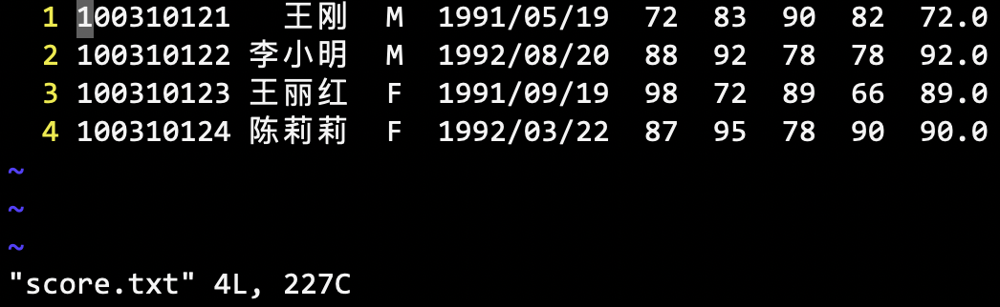 1 100310121   王刚  M  1991/05/19  72  83  90  82  72.0
2 100310122 李小明  M  1992/08/20  88  92  78  78  92.0
3 100310123 王丽红  F  1991/09/19  98  72  89  66  89.0
4 100310124 陈莉莉  F  1992/03/22  87  95  78  90  90.0
~
~
~
"score.txt" 4L, 227C